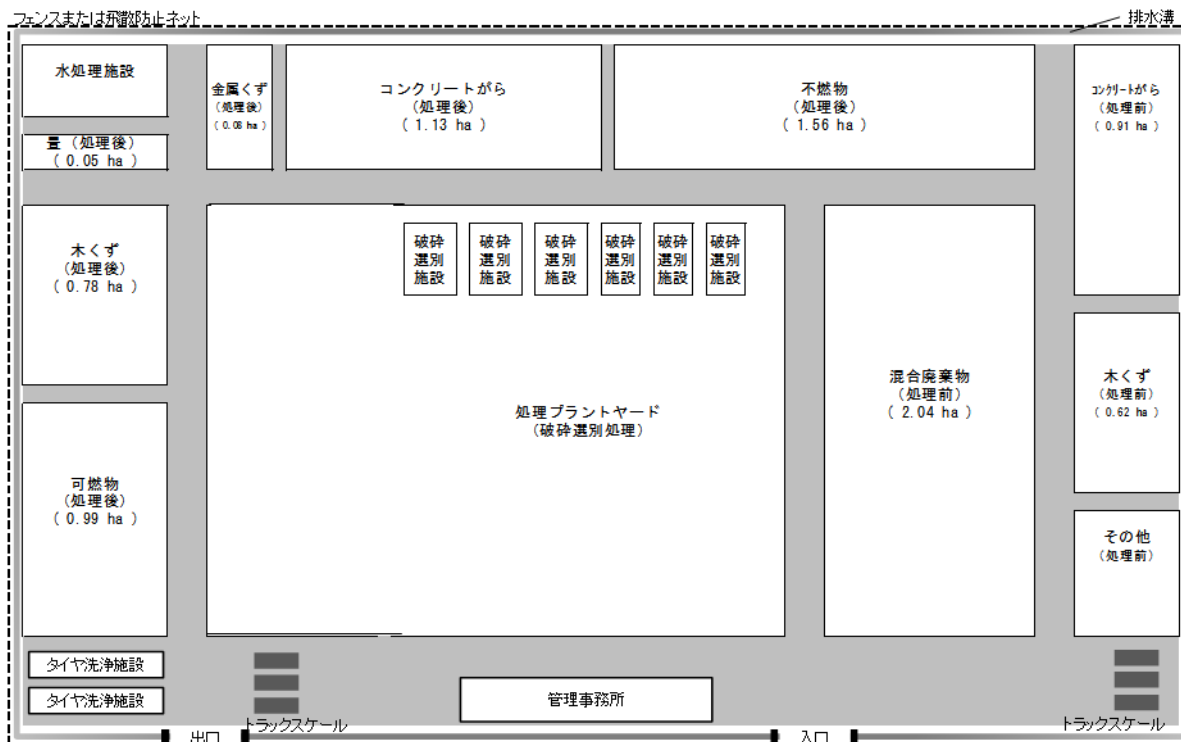 フェンスまたは飛散防止ネット
排水溝
水処理施設
畳（処理後）
( 0.05 ha )
金属くず
（処理後）
( 0.08 ha )
コンクリートがら
（処理後）
( 1.13 ha )
不燃物
（処理後）
( 1.56 ha )
コンクリートがら
（処理前）
( 0.91 ha )
木くず
（処理後）
( 0.78 ha )
破砕
選別
施設
破砕
選別
施設
破砕
選別
施設
破砕
選別
施設
破砕
選別
施設
破砕
選別
施設
処理プラントヤード
（破砕選別処理）
混合廃棄物
（処理前）
( 2.04 ha )
木くず
（処理前）
( 0.62 ha )
可燃物
（処理後）
( 0.99 ha )
その他
（処理前）
タイヤ洗浄施設
タイヤ洗浄施設
トラックスケール
管理事務所
トラックスケール
出口
入口